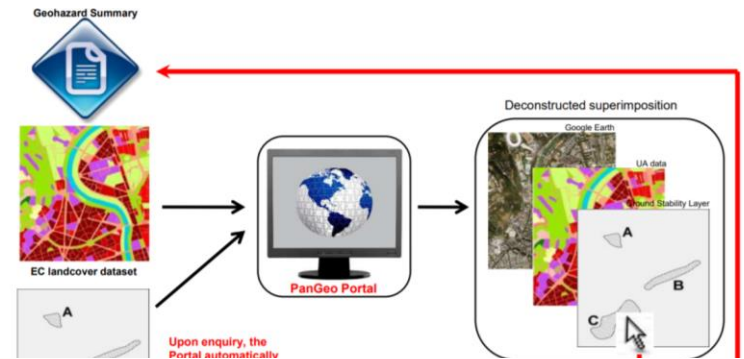 Geohazard Summary
Deconstructed superimposition
Google Earth
UA data
Ground Stability Layer
A
B
C
EC landcover dataset
PanGeo Portal
A
Upon enquiry, the
Portal automatically